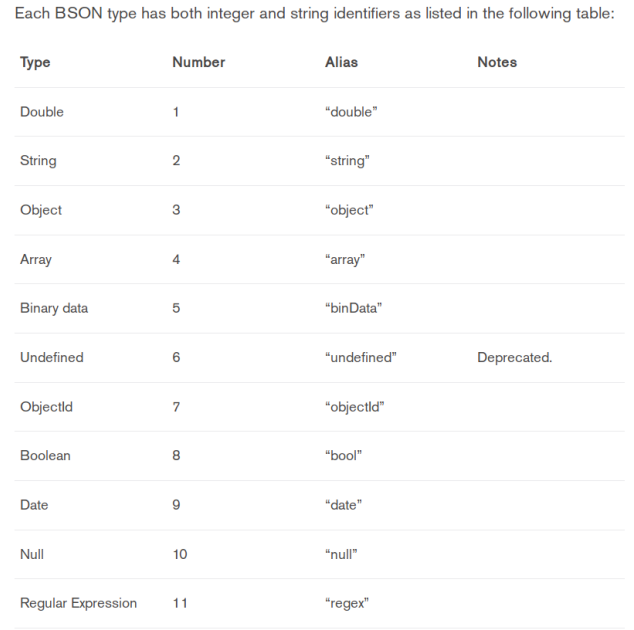 Each BSON type has both integer and string identifiers as listed in the following table:
Type Number Alias Notes
Double 1 “double”
String 2 “string”
Object 3 “object”
Array 4 “array”
Binary data 5 “binData”
Undefined 6 “undefined” Deprecated.
ObjectId 7 “objectId”
Boolean 8 “bool”
Date 9 “date”
Null 10 “null”
Regular Expression 11 “regex”